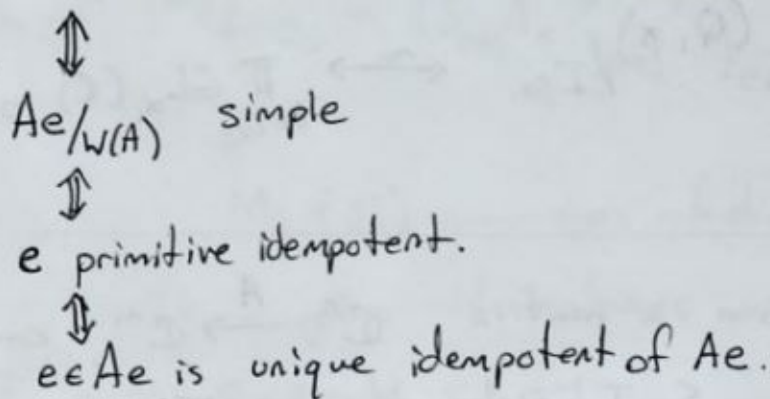 ⇕
Ae/W(A) simple
⇕
e primitive idempotent.
⇕
e ∈ Ae is unique idempotent of Ae.